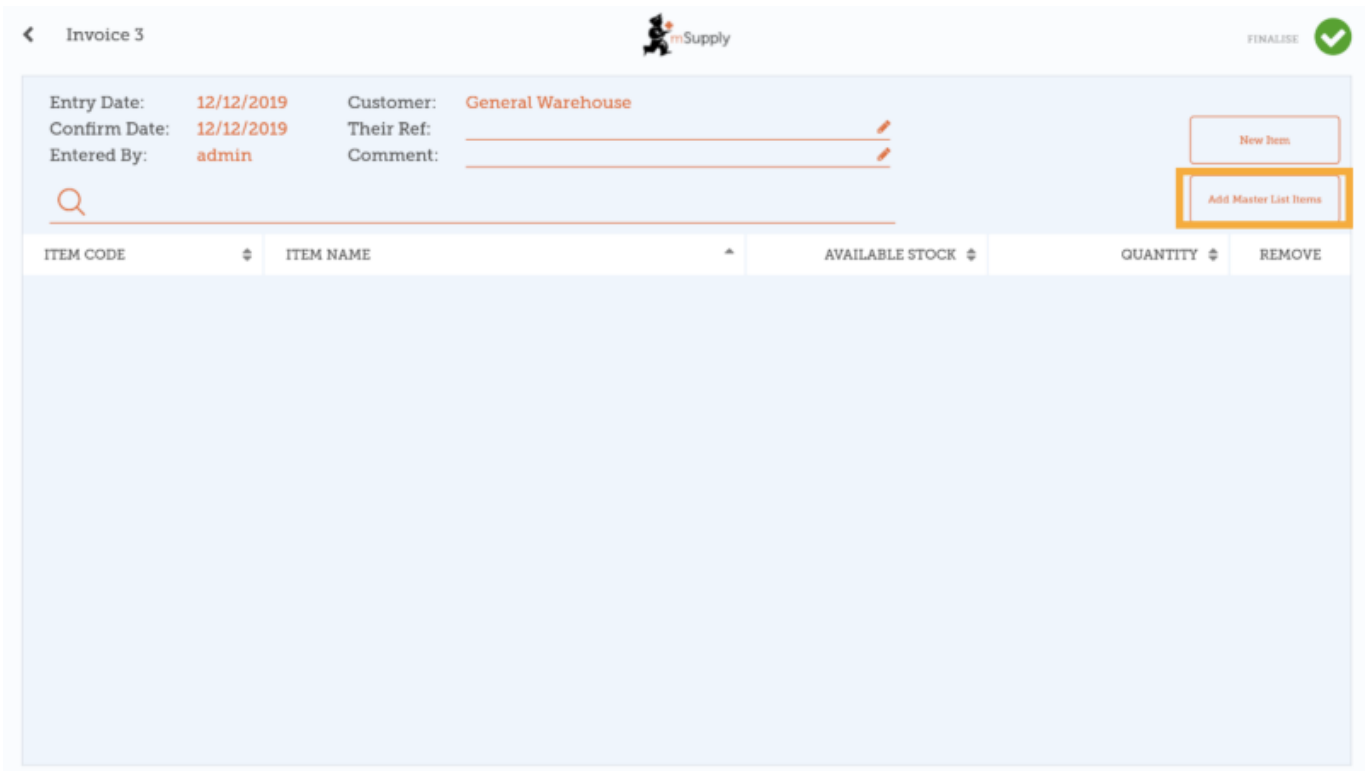 Invoice 3
mSupply
FINALISE
Entry Date: 12/12/2019 Customer: General Warehouse
Confirm Date: 12/12/2019 Their Ref:
Entered By: admin Comment:
New Item
Add Master List Items
ITEM CODE ITEM NAME AVAILABLE STOCK QUANTITY REMOVE